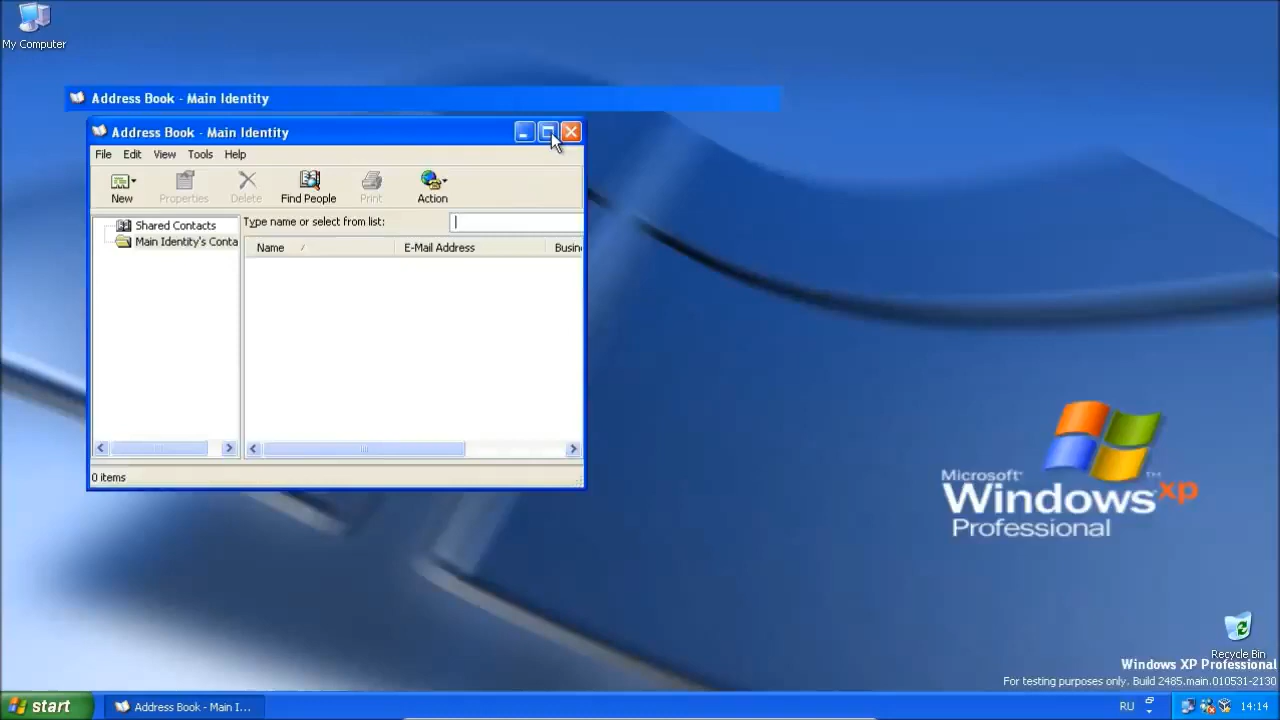 My Computer
Address Book - Main Identity
Address Book - Main Identity
File Edit View Tools Help
New Properties Delete Find People Print Action
Shared Contacts
Main Identity's Conta
Type name or select from list:
Name E-Mail Address Busin
0 items
Microsoft
Windows xp
Professional
TM
Recycle Bin
Windows XP Professional
For testing purposes only. Build 2485.main.010531-2130
start Address Book - Main I... RU 14:14